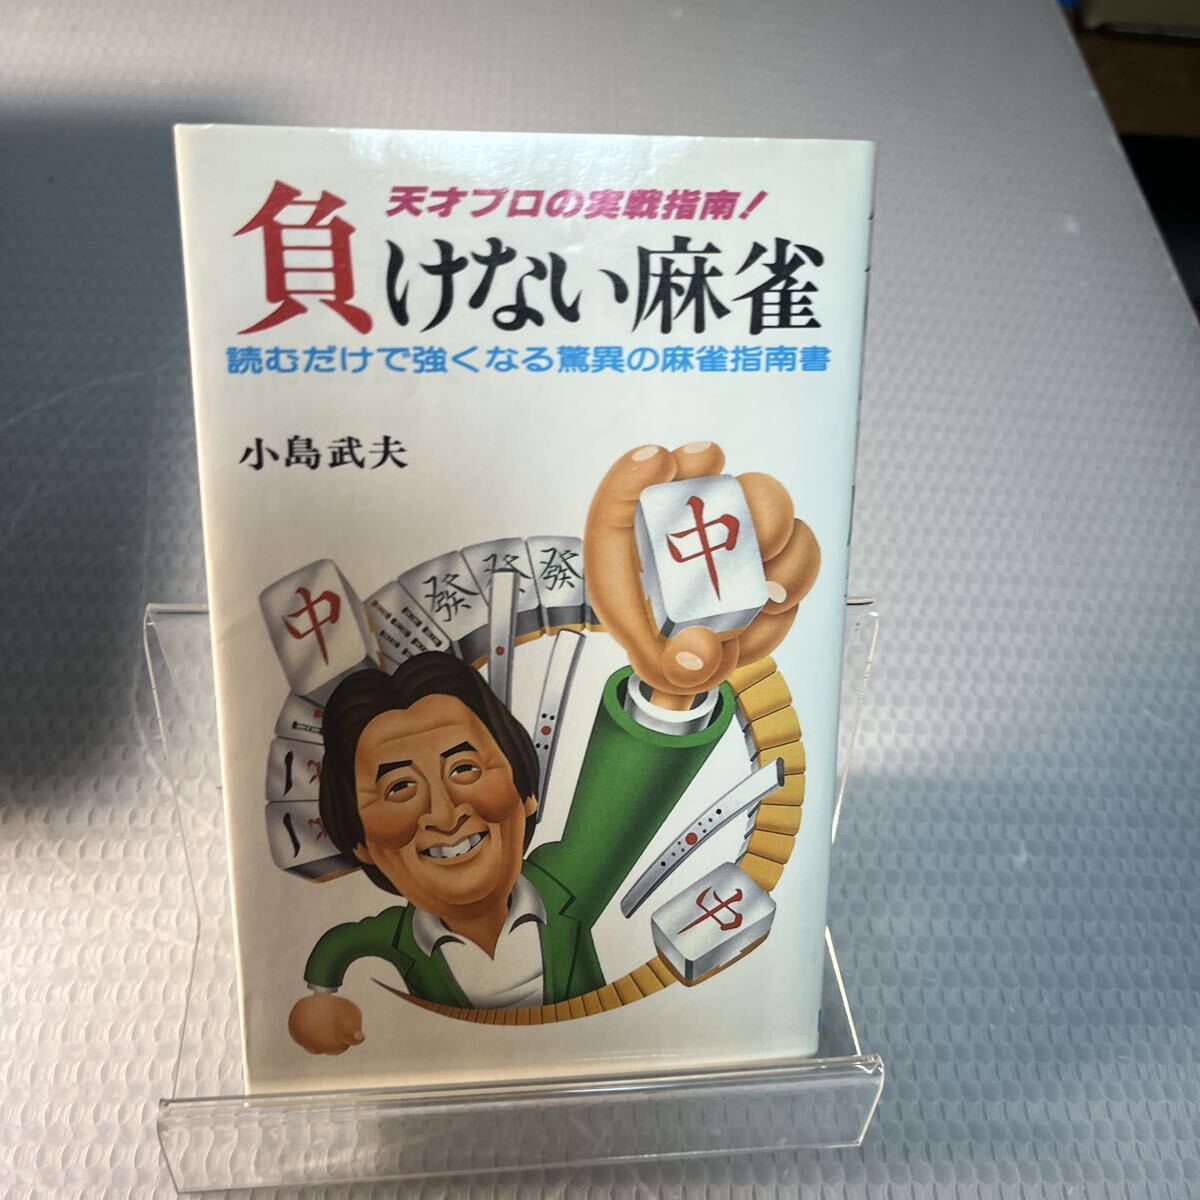 天才プロの実戦指南!
負けない麻雀
読むだけで強くなる驚異の麻雀指南書
小島武夫
中
發
發
發
中
中